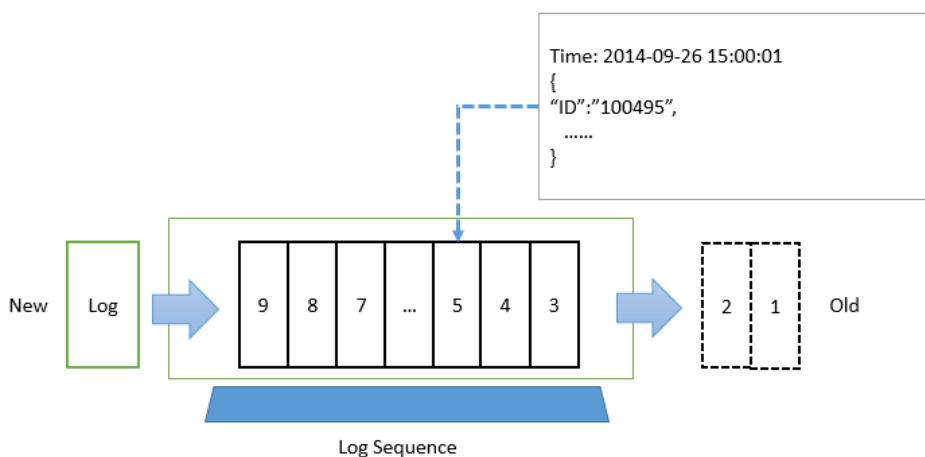 Time: 2014-09-26 15:00:01
{
“ID”:”100495”,
……
}
New Log 9 8 7 ... 5 4 3 2 1 Old
Log Sequence